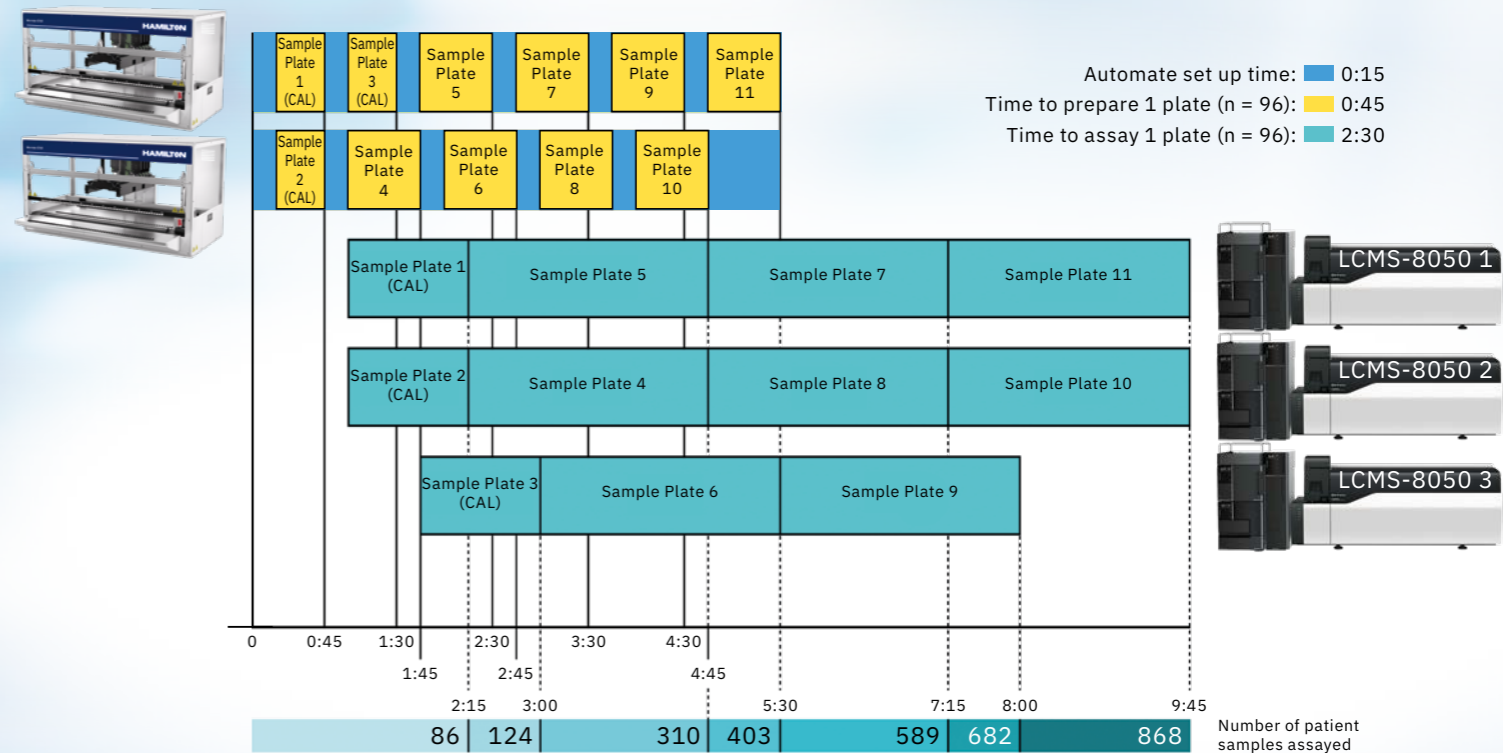 HAMILTON
HAMILTON
Sample
Plate
1
(CAL)
Sample
Plate
3
(CAL)
Sample
Plate
5
Sample
Plate
7
Sample
Plate
9
Sample
Plate
11
Sample
Plate
2
(CAL)
Sample
Plate
4
Sample
Plate
6
Sample
Plate
8
Sample
Plate
10
Automate set up time: 0:15
Time to prepare 1 plate (n = 96): 0:45
Time to assay 1 plate (n = 96): 2:30
Sample Plate 1
(CAL)
Sample Plate 5
Sample Plate 7
Sample Plate 11
LCMS-8050 1
Sample Plate 2
(CAL)
Sample Plate 4
Sample Plate 8
Sample Plate 10
LCMS-8050 2
Sample Plate 3
(CAL)
Sample Plate 6
Sample Plate 9
LCMS-8050 3
0 0:45 1:30 2:30 3:30 4:30
1:45 2:45 4:45
2:15 3:00 5:30 7:15 8:00 9:45
86 124 310 403 589 682 868
Number of patient
samples assayed